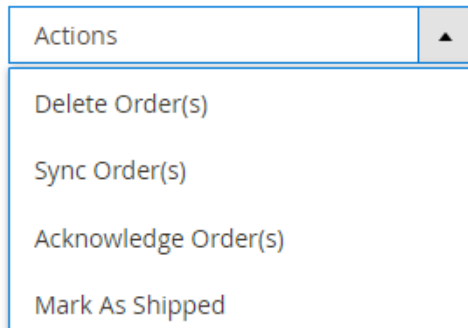 Actions
Delete Order(s)
Sync Order(s)
Acknowledge Order(s)
Mark As Shipped